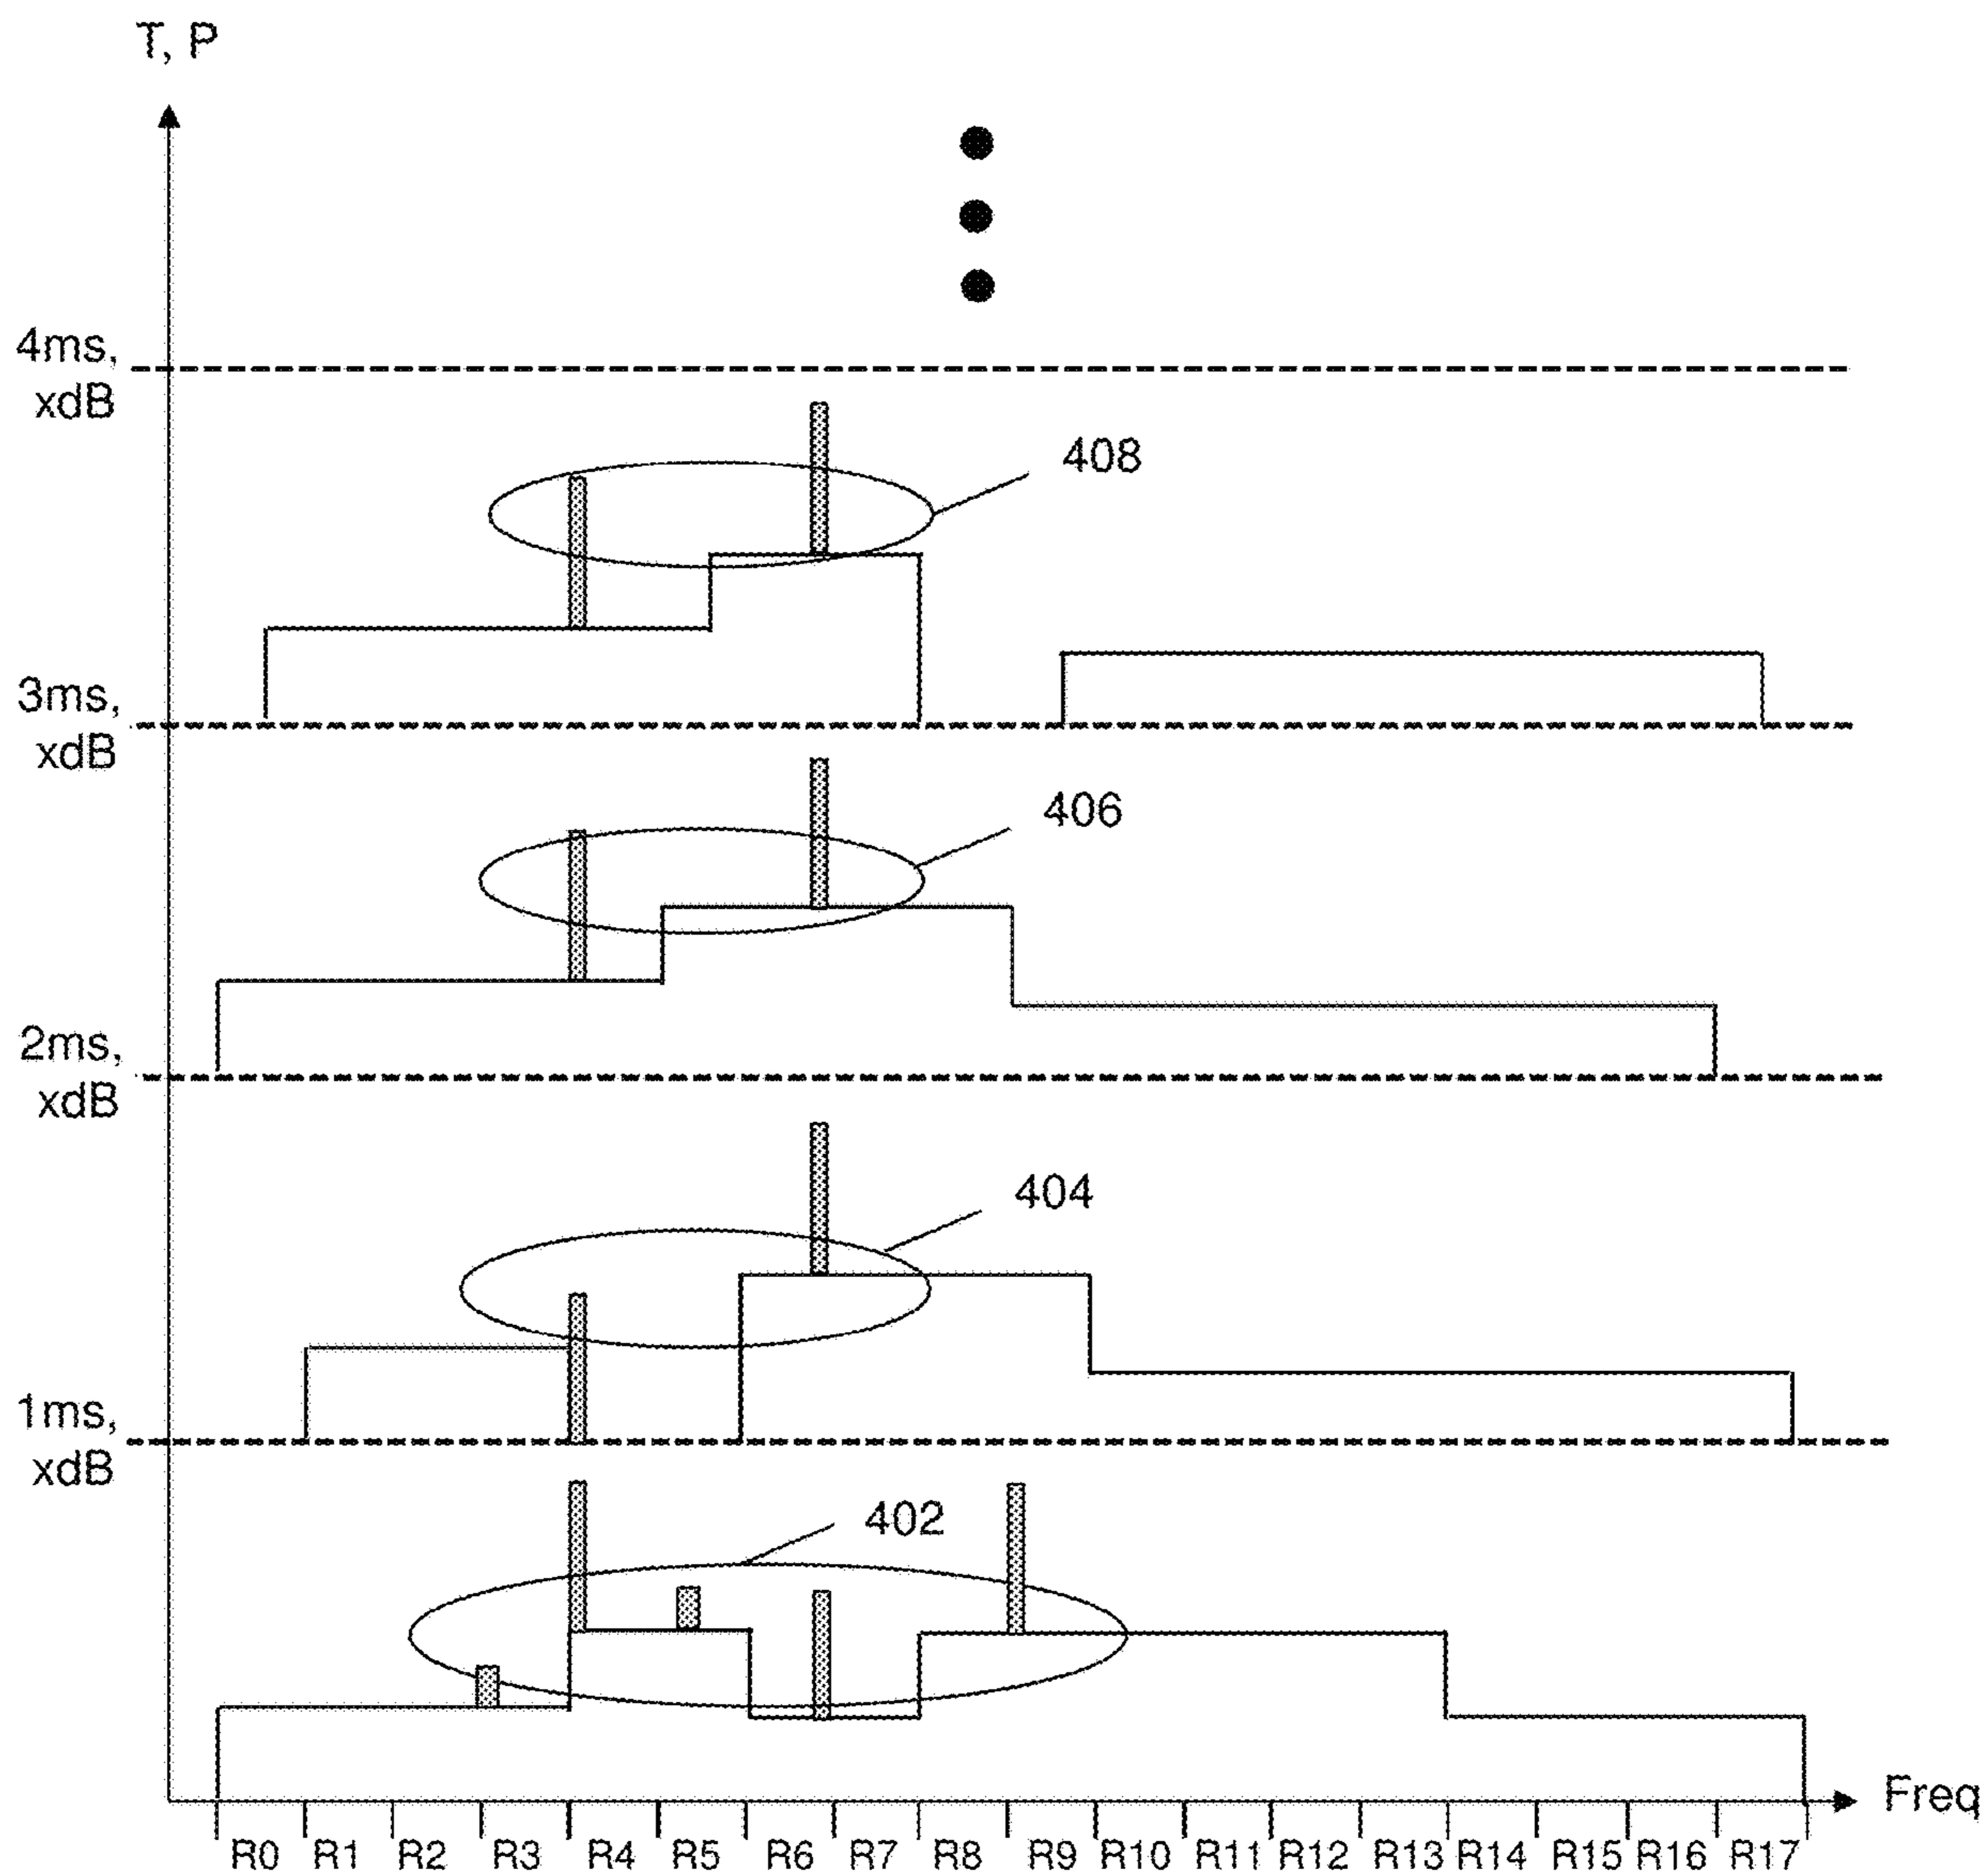 T, P
4ms,
xdB
408
3ms,
xdB
406
2ms,
xdB
404
1ms,
xdB
402
Freq
R0 R1 R2 R3 R4 R5 R6 R7 R8 R9 R10 R11 R12 R13 R14 R15 R16 R17